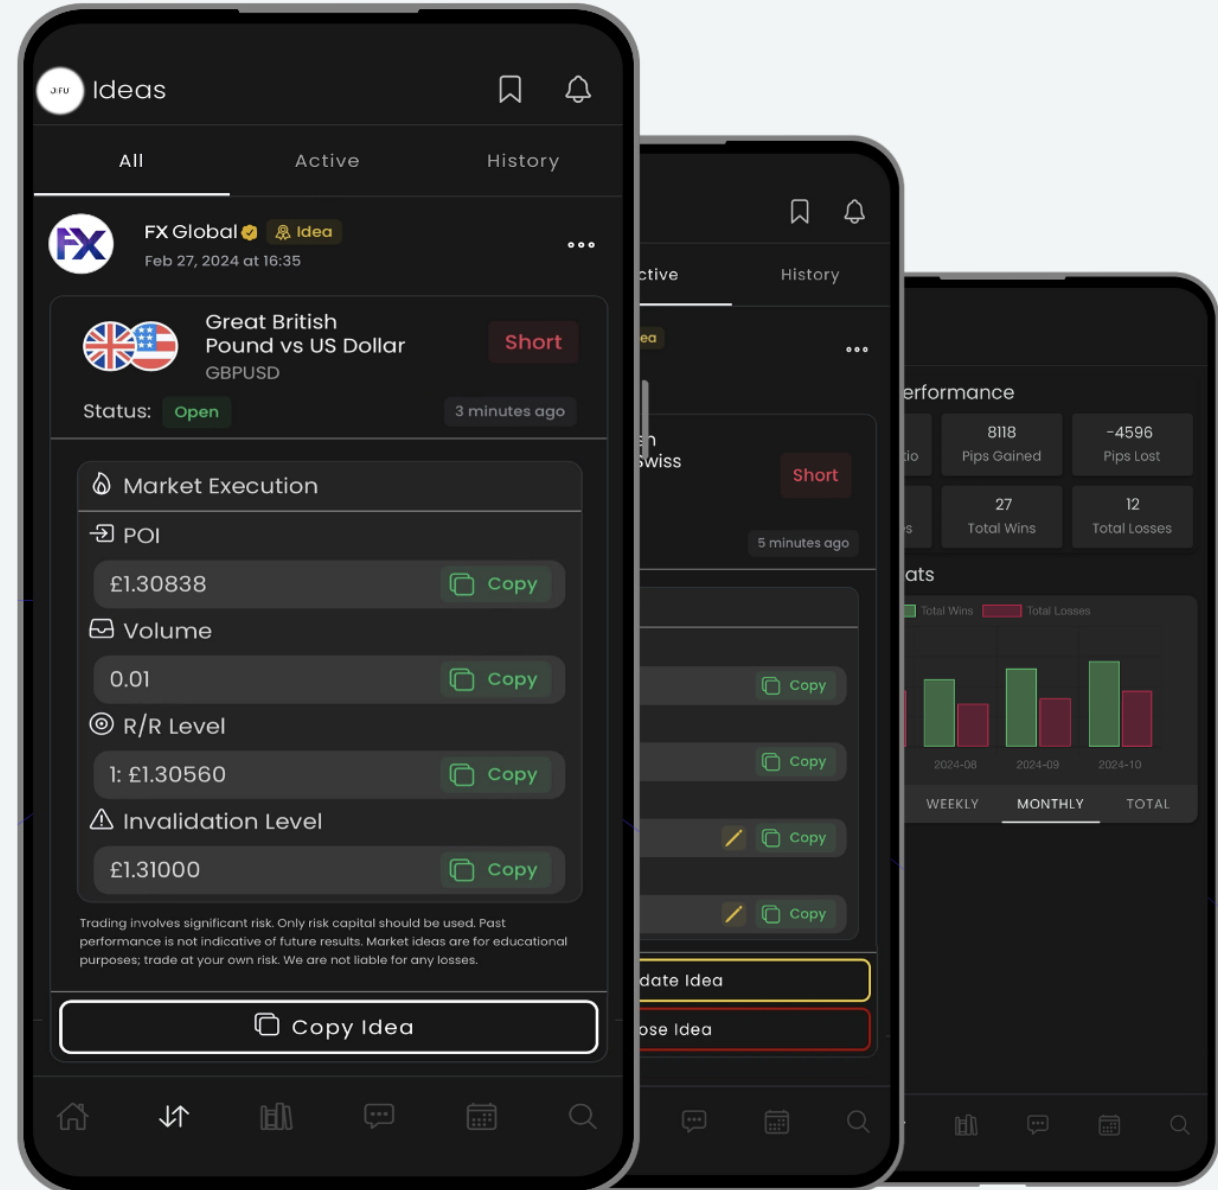 JIFU
Ideas
All
Active
History
FX
FX Global
Idea
Feb 27, 2024 at 16:35
Great British
Pound vs US Dollar
GBPUSD
Short
Status:
Open
3 minutes ago
Market Execution
POI
£1.30838
Copy
Volume
0.01
Copy
R/R Level
1: £1.30560
Copy
Invalidation Level
£1.31000
Copy
Trading involves significant risk. Only risk capital should be used. Past
performance is not indicative of future results. Market ideas are for educational
purposes; trade at your own risk. We are not liable for any losses.
Copy Idea
ctive
History
ea
wiss
Short
5 minutes ago
Copy
Copy
Copy
Copy
date Idea
ose Idea
erformance
8118
Pips Gained
-4596
Pips Lost
io
27
Total Wins
12
Total Losses
s
ats
Total Wins
Total Losses
2024-08
2024-09
2024-10
WEEKLY
MONTHLY
TOTAL